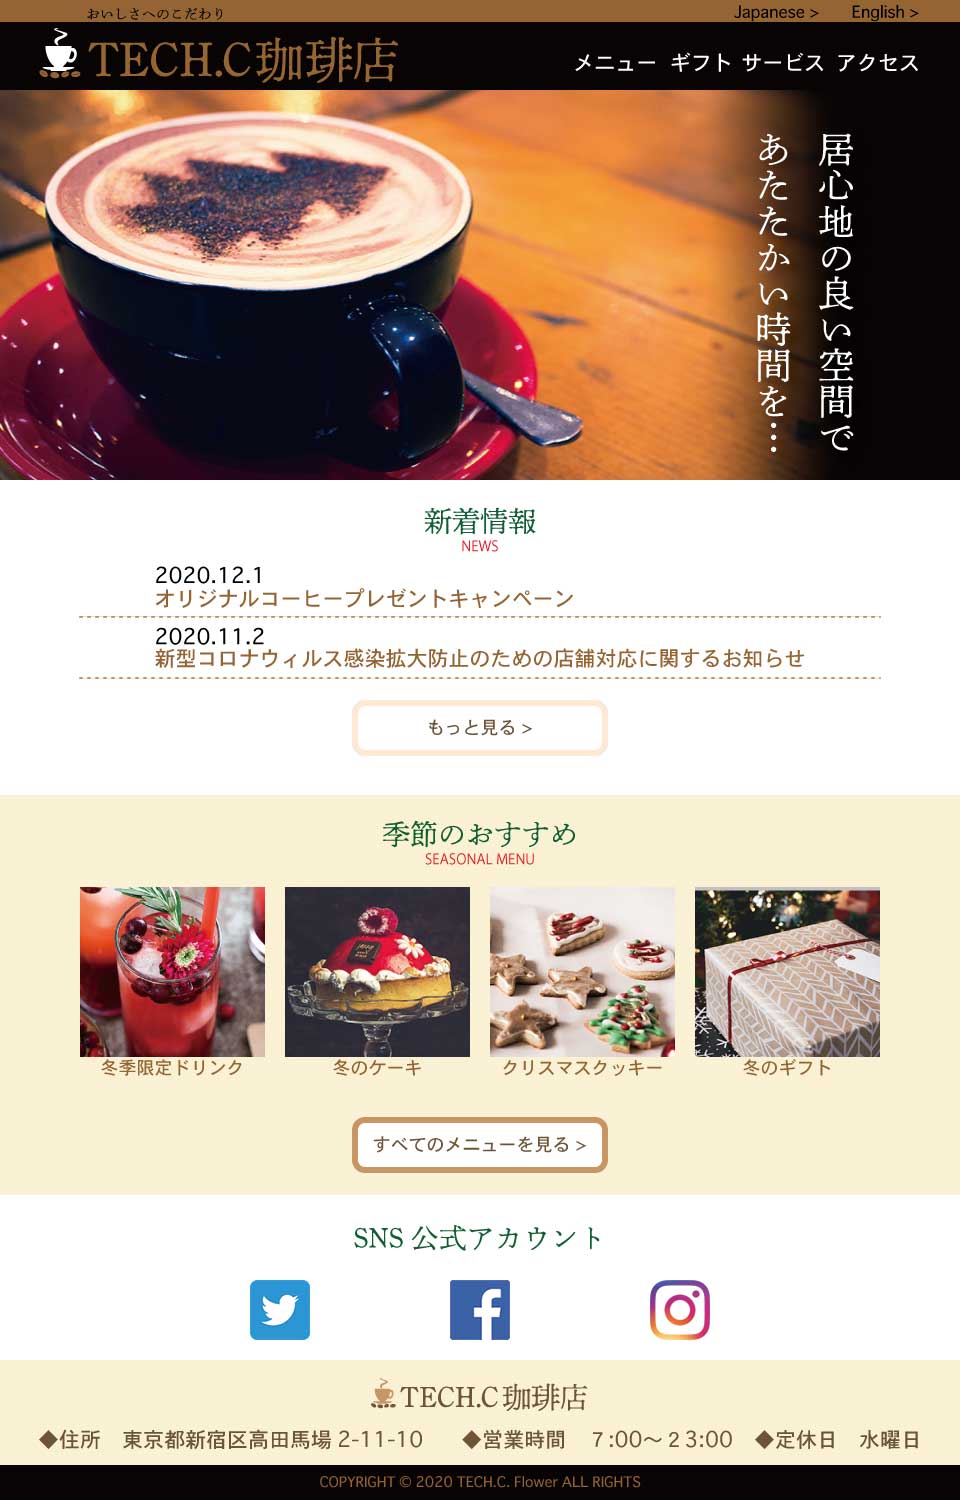 おいしさへのこだわり
Japanese >
English >
TECH.C珈琲店
メニュー ギフト サービス アクセス
居心地の良い空間で
あたたかい時間を…
新着情報
NEWS
2020.12.1
オリジナルコーヒープレゼントキャンペーン
2020.11.2
新型コロナウィルス感染拡大防止のための店舗対応に関するお知らせ
もっと見る >
季節のおすすめ
SEASONAL MENU
冬季限定ドリンク
冬のケーキ
クリスマスクッキー
冬のギフト
すべてのメニューを見る >
SNS 公式アカウント
TECH.C珈琲店
◆住所　東京都新宿区高田馬場 2-11-10　◆営業時間　７:00〜２3:00　◆定休日　水曜日
COPYRIGHT © 2020 TECH.C. Flower ALL RIGHTS